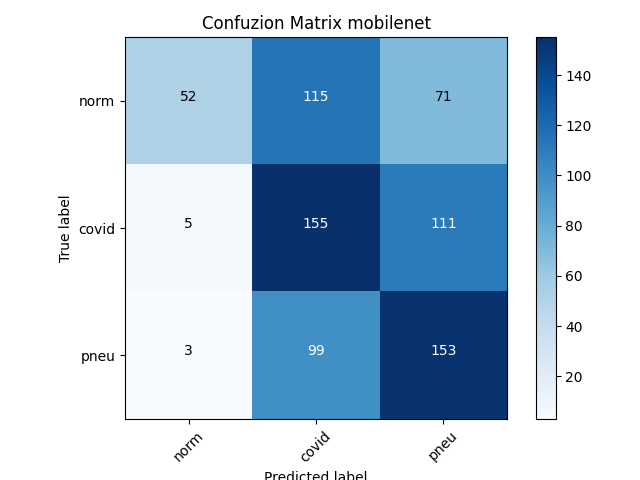 Confuzion Matrix mobilenet
True label
norm
52 115 71
covid
5 155 111
pneu
3 99 153
norm covid pneu
Predicted label
140
120
100
80
60
40
20